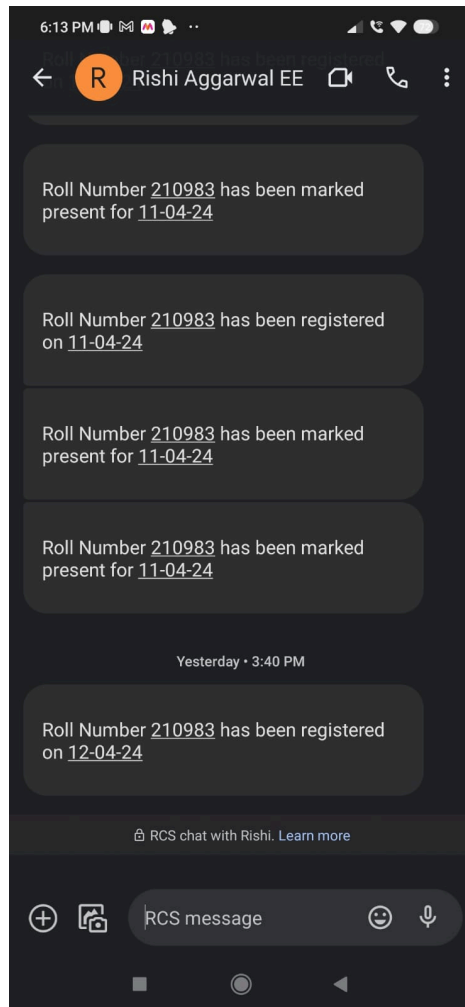 6:13 PM
R Rishi Aggarwal EE
Roll Number 210983 has been marked
present for 11-04-24
Roll Number 210983 has been registered
on 11-04-24
Roll Number 210983 has been marked
present for 11-04-24
Roll Number 210983 has been marked
present for 11-04-24
Yesterday • 3:40 PM
Roll Number 210983 has been registered
on 12-04-24
RCS chat with Rishi. Learn more
RCS message